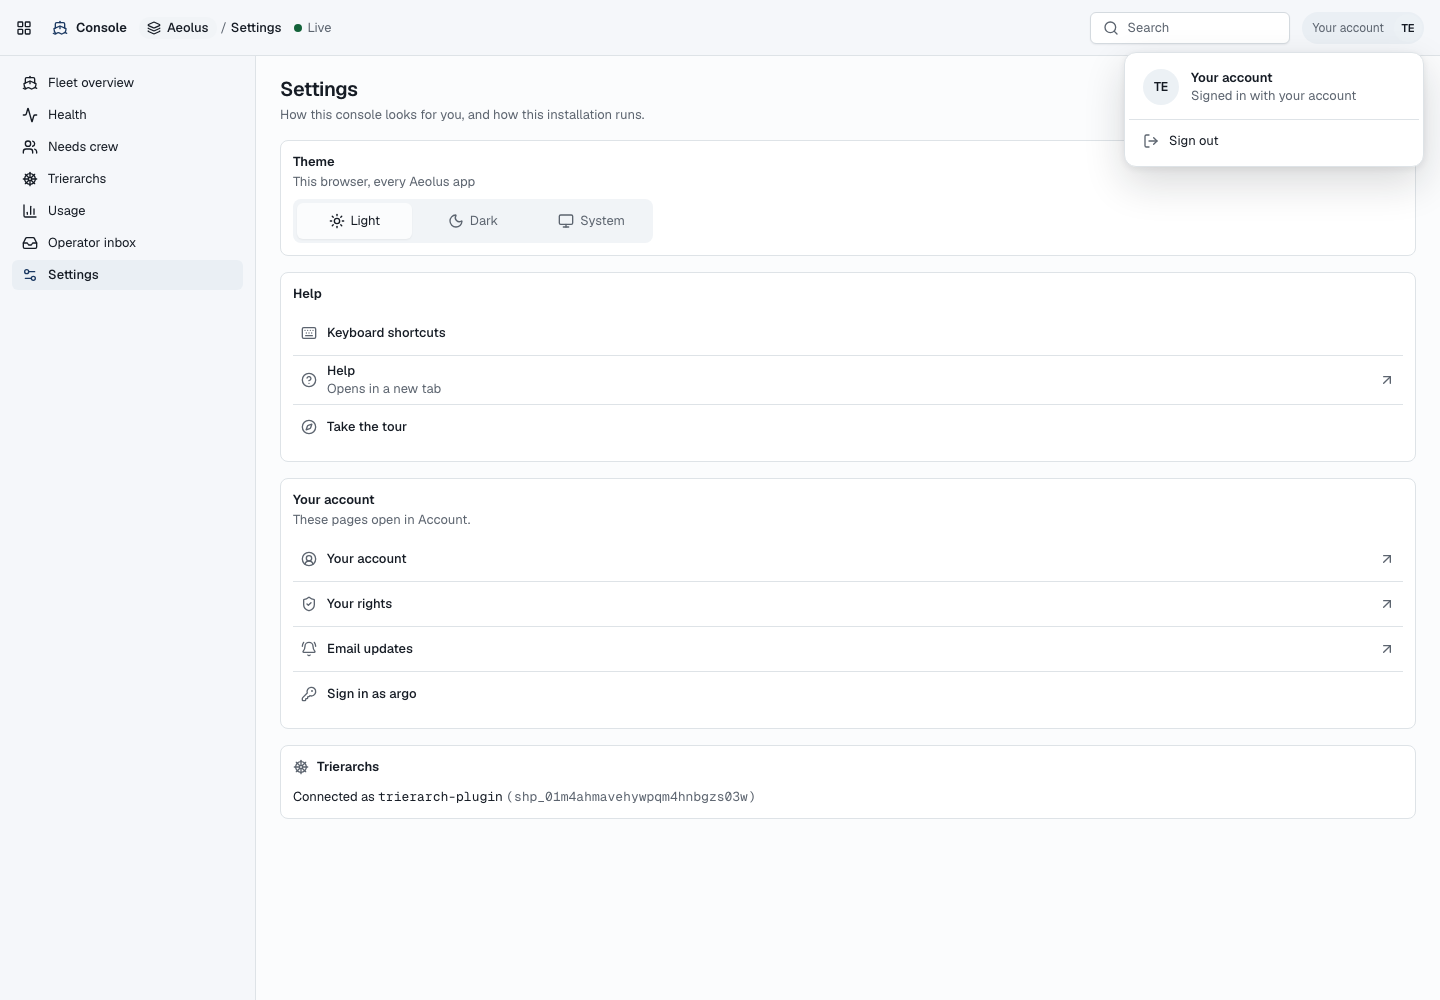 Console
Aeolus / Settings
Live
Search
Your account TE
Fleet overview
Health
Needs crew
Trierarchs
Usage
Operator inbox
Settings
TE
Your account
Signed in with your account
Sign out
Settings
How this console looks for you, and how this installation runs.
Theme
This browser, every Aeolus app
Light
Dark
System
Help
Keyboard shortcuts
Help
Opens in a new tab
Take the tour
Your account
These pages open in Account.
Your account
Your rights
Email updates
Sign in as argo
Trierarchs
Connected as trierarch-plugin (shp_01m4ahmavehywpqm4hnbgzs03w)